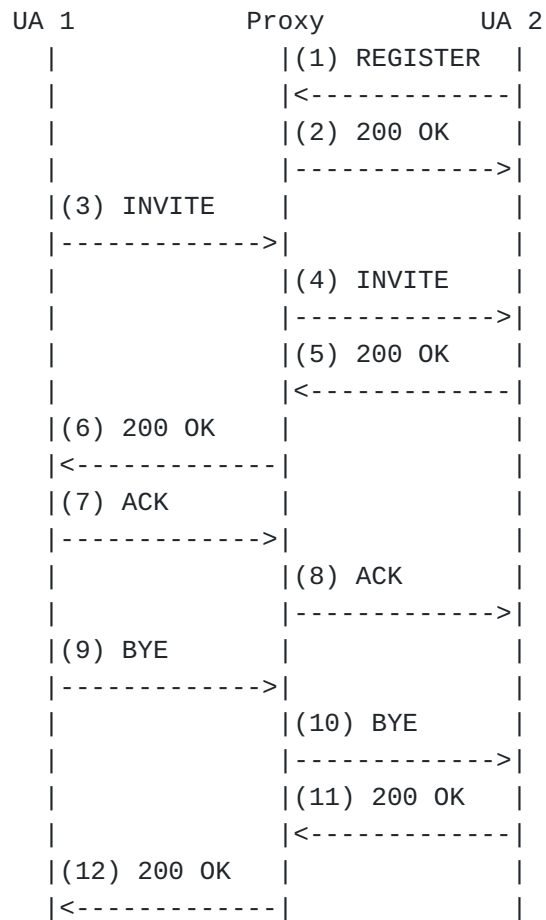 UA 1           Proxy          UA 2
  |              |(1) REGISTER  |
  |              |<-------------|
  |              |(2) 200 OK    |
  |              |------------->|
  |(3) INVITE    |              |
  |------------->|              |
  |              |(4) INVITE    |
  |              |------------->|
  |              |(5) 200 OK    |
  |              |<-------------|
  |(6) 200 OK    |              |
  |<-------------|              |
  |(7) ACK       |              |
  |------------->|              |
  |              |(8) ACK       |
  |              |------------->|
  |(9) BYE       |              |
  |------------->|              |
  |              |(10) BYE      |
  |              |------------->|
  |              |(11) 200 OK   |
  |              |<-------------|
  |(12) 200 OK   |              |
  |<-------------|              |